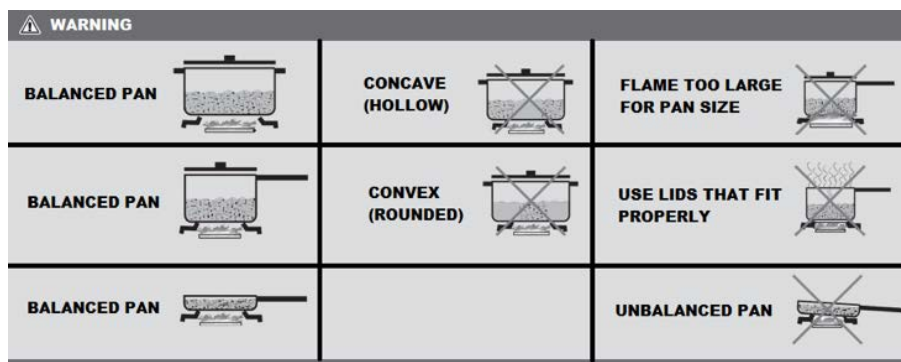 WARNING
BALANCED PAN
CONCAVE
(HOLLOW)
FLAME TOO LARGE
FOR PAN SIZE
BALANCED PAN
CONVEX
(ROUNDED)
USE LIDS THAT FIT
PROPERLY
BALANCED PAN
UNBALANCED PAN